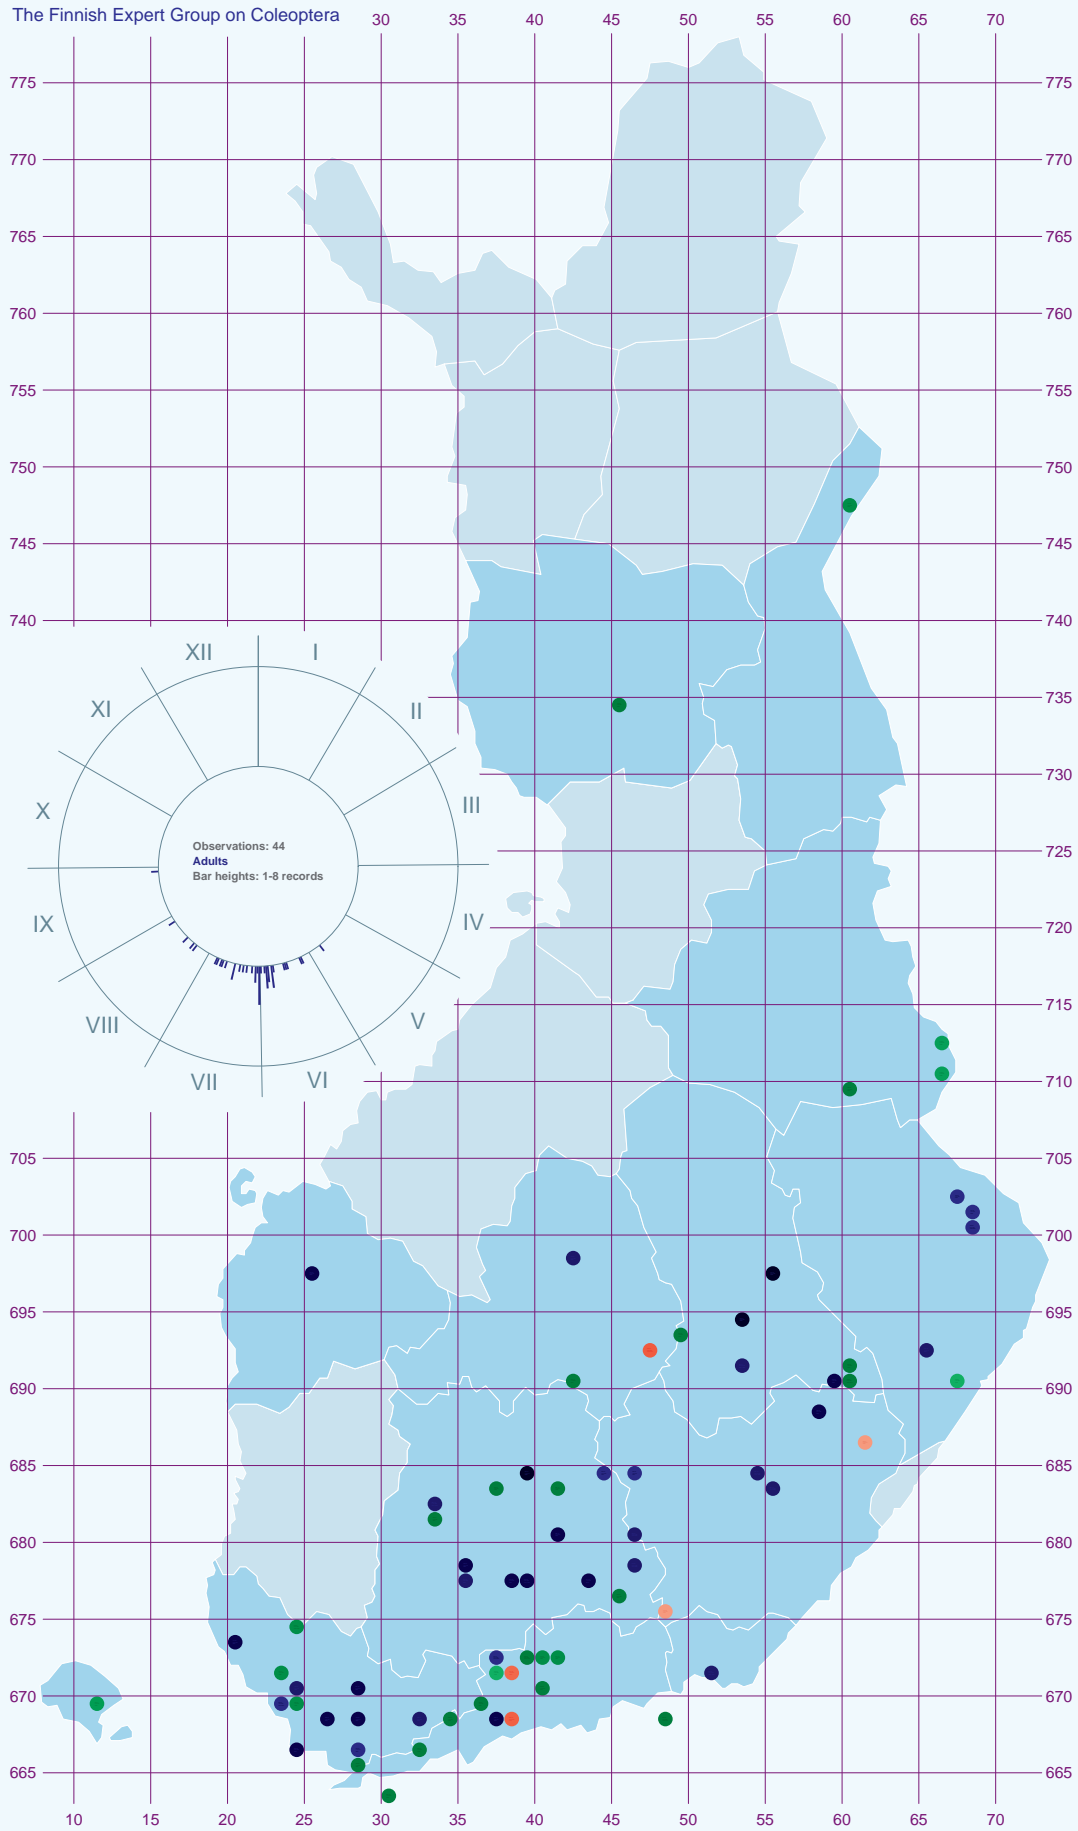 The Finnish Expert Group on Coleoptera
30 35 40 45 50 55 60 65 70
775 775
770 770
765 765
760 760
755 755
750 750
745 745
740 740
XII I
XI II
735
X III
730
Observations: 44
Adults
Bar heights: 1-8 records
725
IX IV
720
VIII V
715
VII VI
710
705 705
700 700
695 695
690 690
685 685
680 680
675 675
670 670
665 665
10 15 20 25 30 35 40 45 50 55 60 65 70